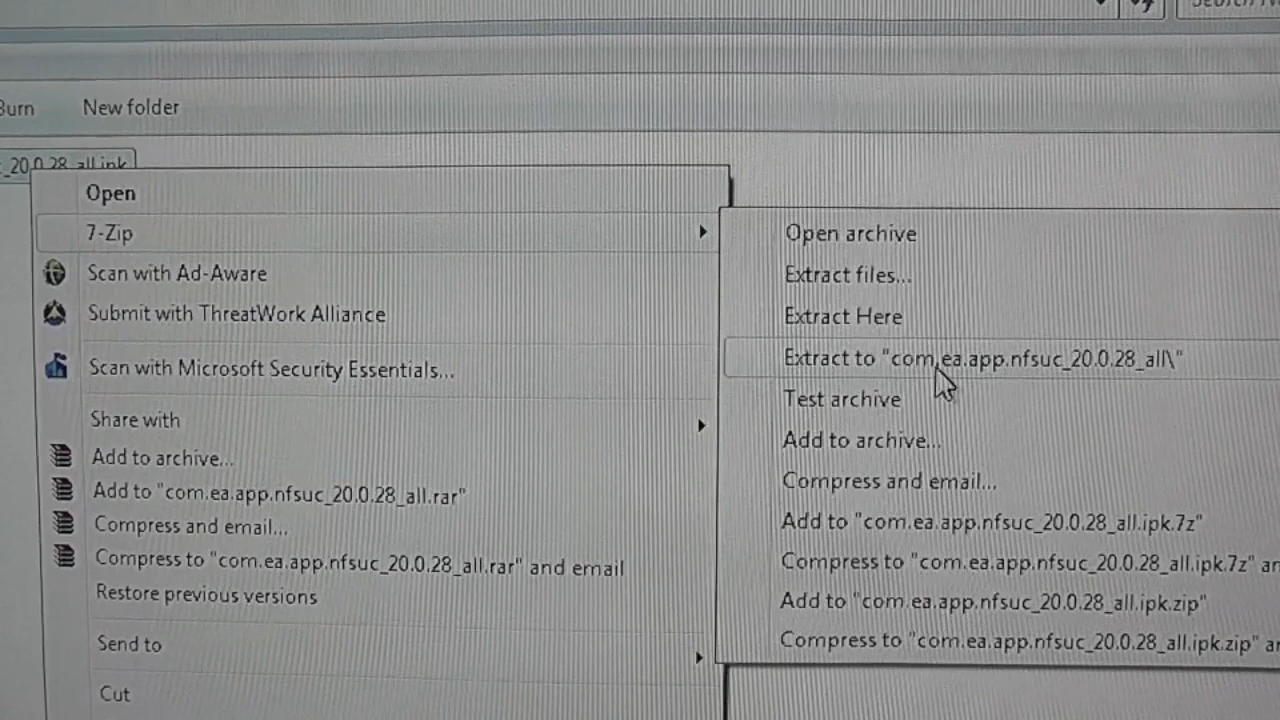 Burn
New folder
_20.0.28_all.ipk
Open
7-Zip
Scan with Ad-Aware
Submit with ThreatWork Alliance
Scan with Microsoft Security Essentials...
Share with
Add to archive...
Add to "com.ea.app.nfsuc_20.0.28_all.rar"
Compress and email...
Compress to "com.ea.app.nfsuc_20.0.28_all.rar" and email
Restore previous versions
Send to
Cut
Open archive
Extract files...
Extract Here
Extract to "com.ea.app.nfsuc_20.0.28_all\"
Test archive
Add to archive...
Compress and email...
Add to "com.ea.app.nfsuc_20.0.28_all.ipk.7z"
Compress to "com.ea.app.nfsuc_20.0.28_all.ipk.7z" an
Add to "com.ea.app.nfsuc_20.0.28_all.ipk.zip"
Compress to "com.ea.app.nfsuc_20.0.28_all.ipk.zip" an